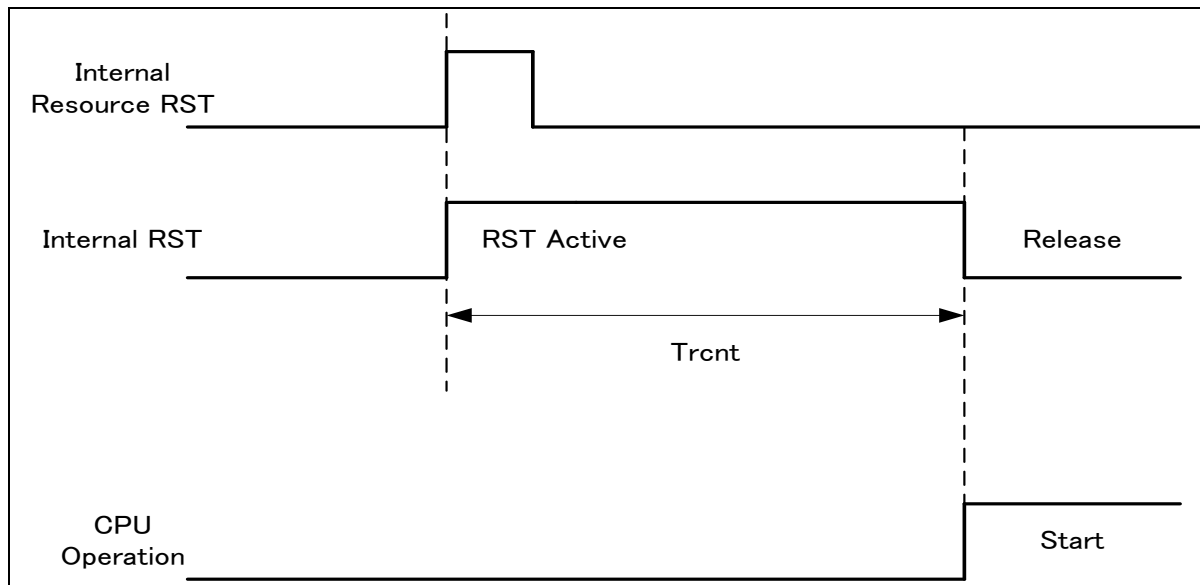 Internal
Resource RST
Internal RST
RST Active
Release
Trcnt
CPU
Operation
Start